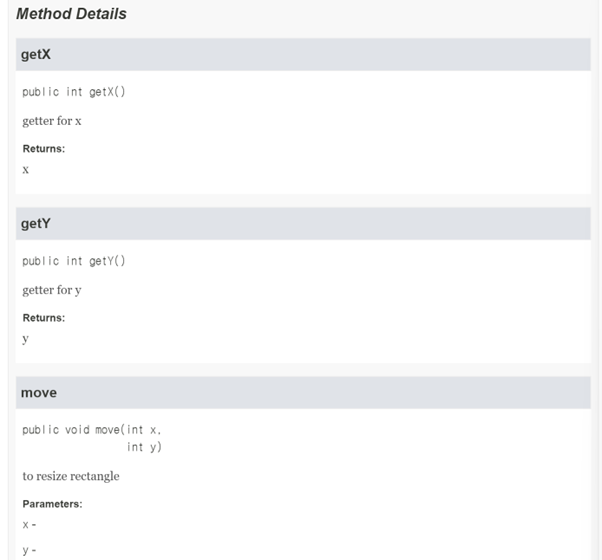 Method Details
getX
public int getX()
getter for x
Returns:
x
getY
public int getY()
getter for y
Returns:
y
move
public void move(int x,
int y)
to resize rectangle
Parameters:
x -
y -